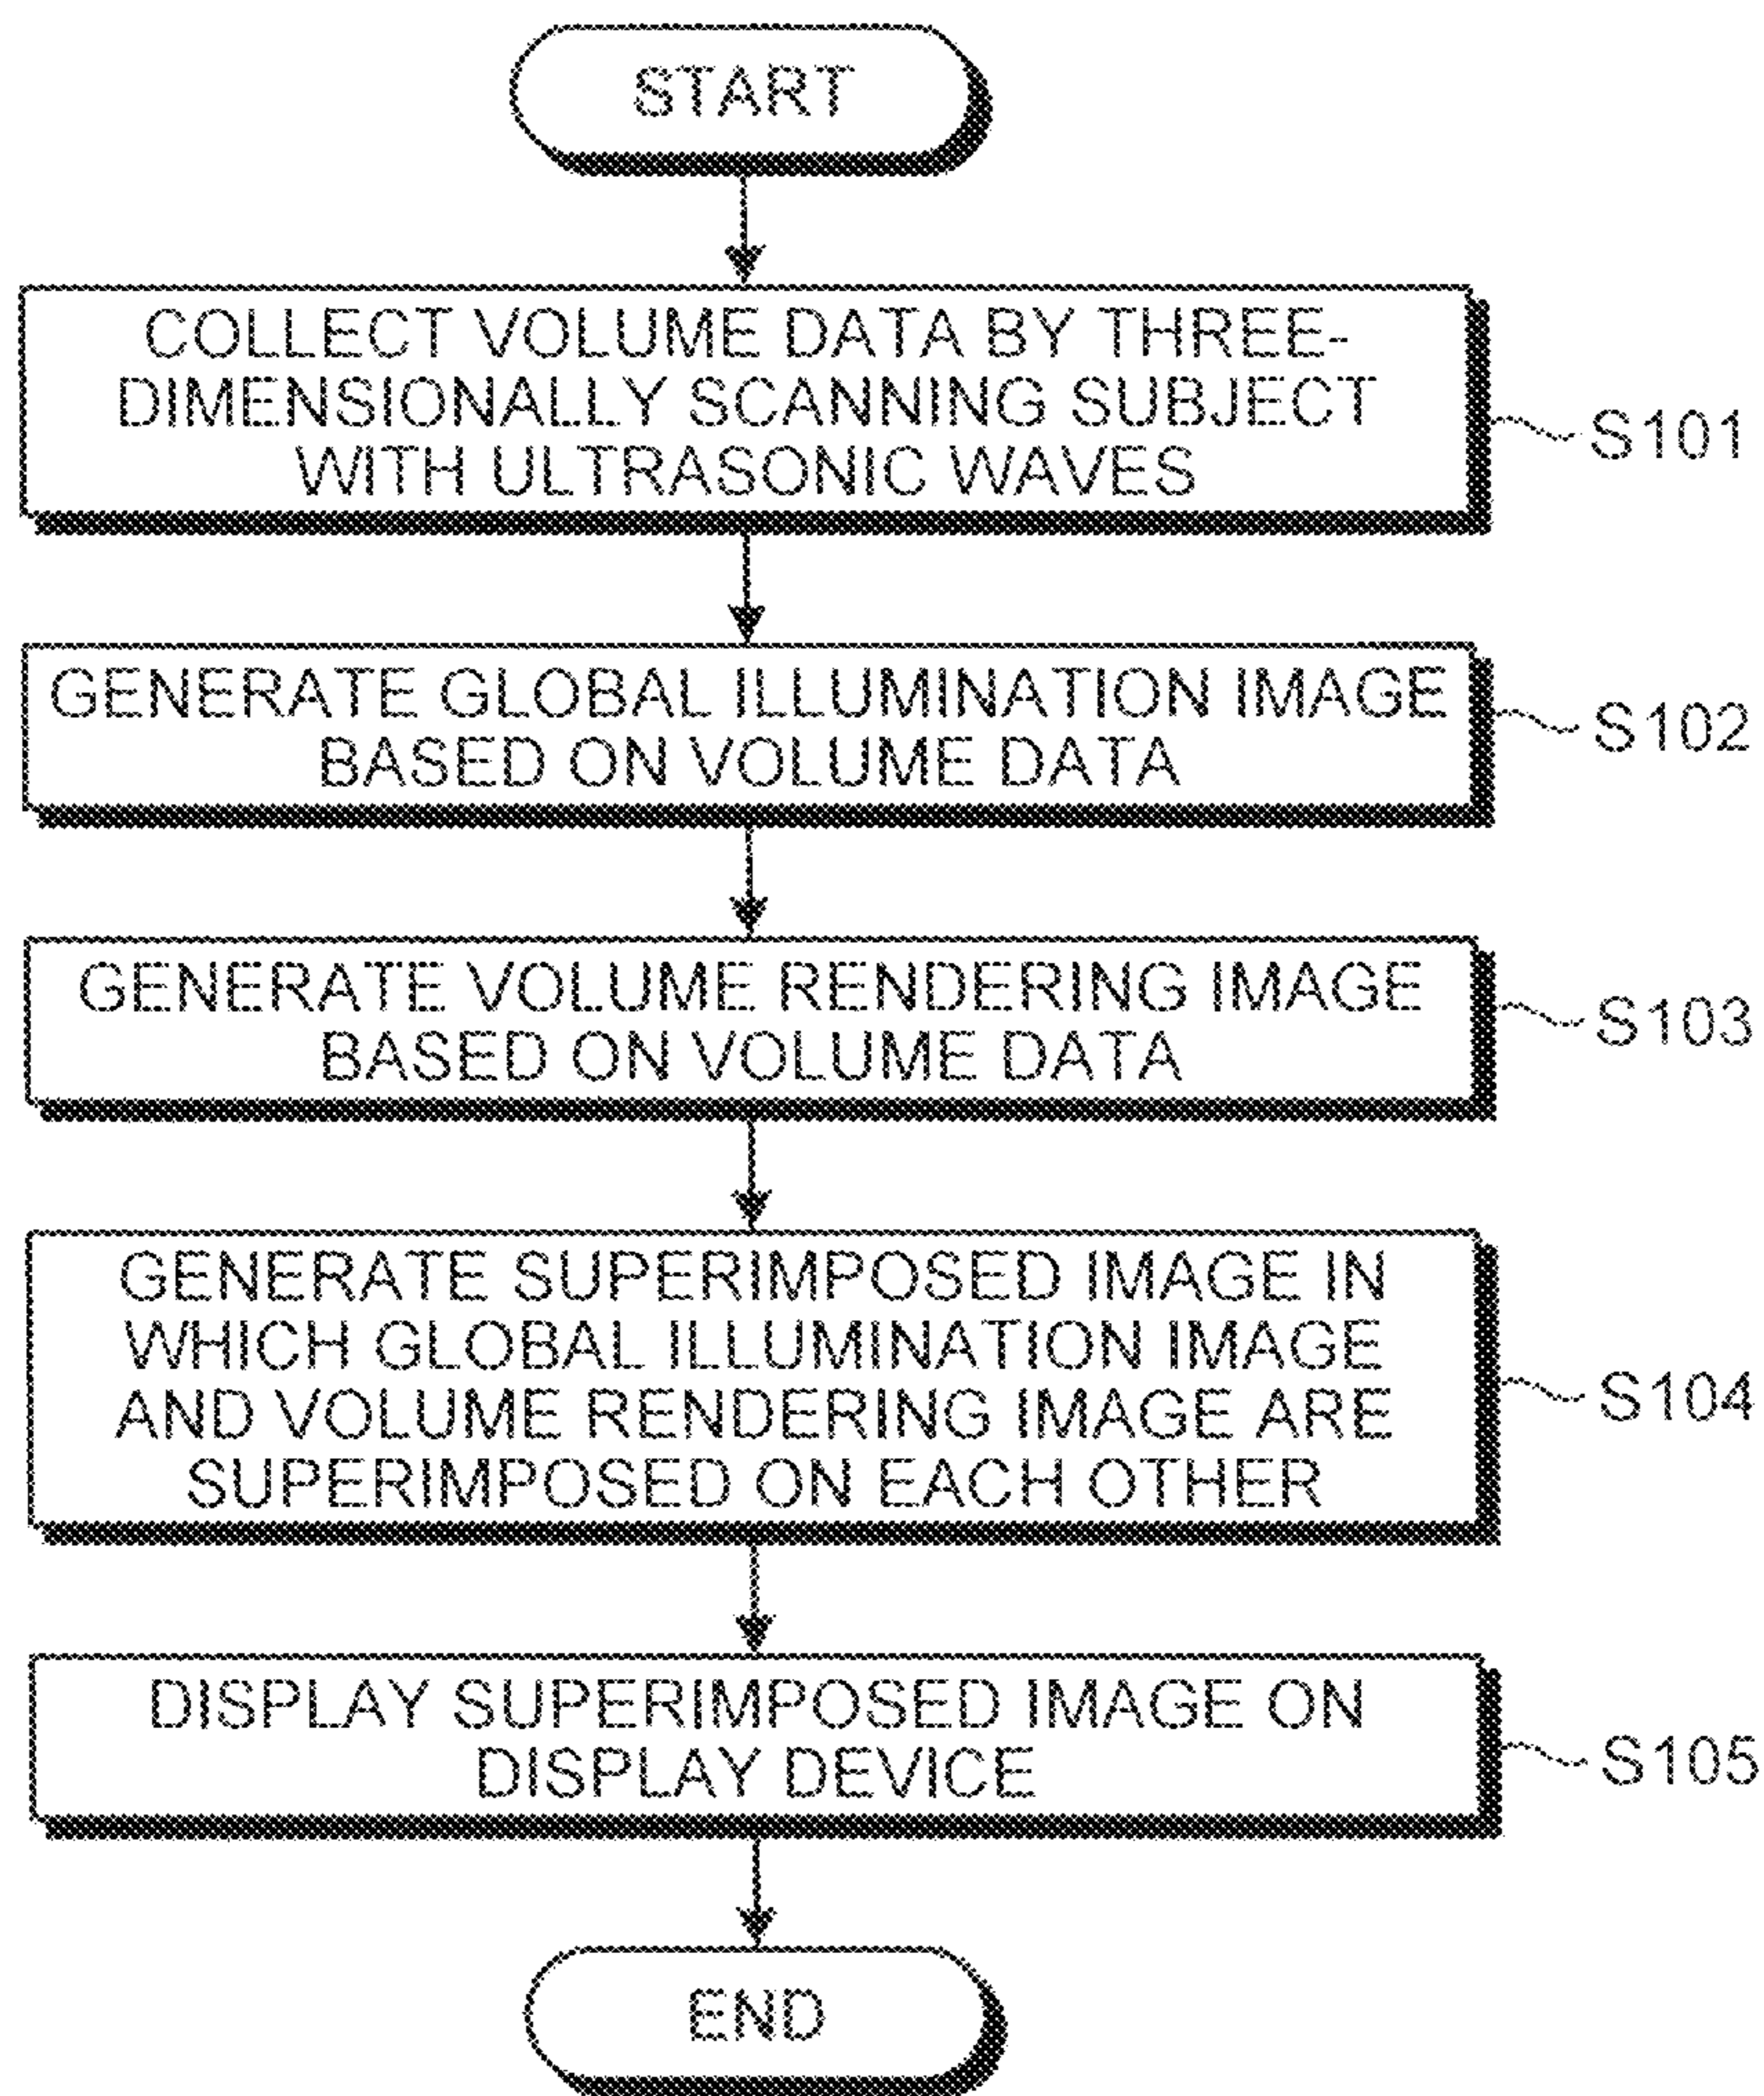 START
COLLECT VOLUME DATA BY THREE-
DIMENSIONALLY SCANNING SUBJECT
WITH ULTRASONIC WAVES
S101
GENERATE GLOBAL ILLUMINATION IMAGE
BASED ON VOLUME DATA
S102
GENERATE VOLUME RENDERING IMAGE
BASED ON VOLUME DATA
S103
GENERATE SUPERIMPOSED IMAGE IN
WHICH GLOBAL ILLUMINATION IMAGE
AND VOLUME RENDERING IMAGE ARE
SUPERIMPOSED ON EACH OTHER
S104
DISPLAY SUPERIMPOSED IMAGE ON
DISPLAY DEVICE
S105
END